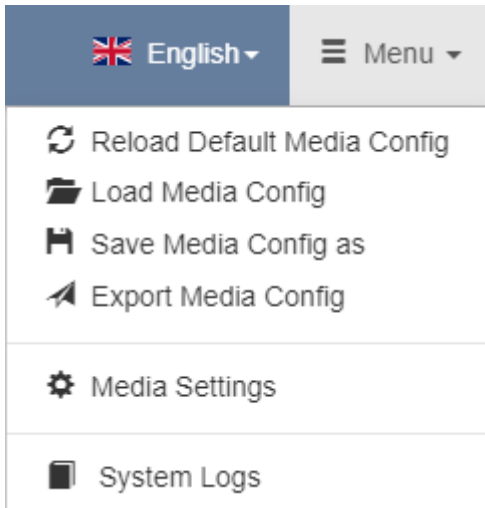 English
Menu
Reload Default Media Config
Load Media Config
Save Media Config as
Export Media Config
Media Settings
System Logs